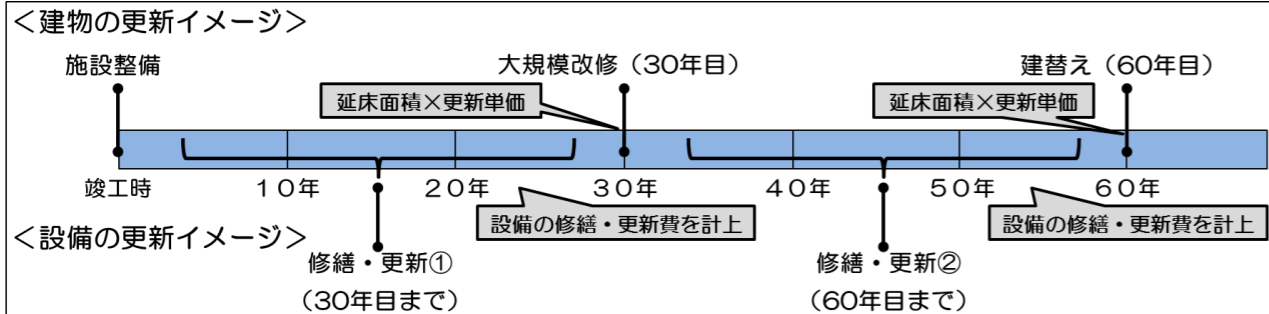 <建物の更新イメージ>
施設整備
大規模改修（30年目）
建替え（60年目）
延床面積×更新単価
延床面積×更新単価
竣工時
10年
20年
30年
40年
50年
60年
設備の修繕・更新費を計上
設備の修繕・更新費を計上
<設備の更新イメージ>
修繕・更新①
（30年目まで）
修繕・更新②
（60年目まで）